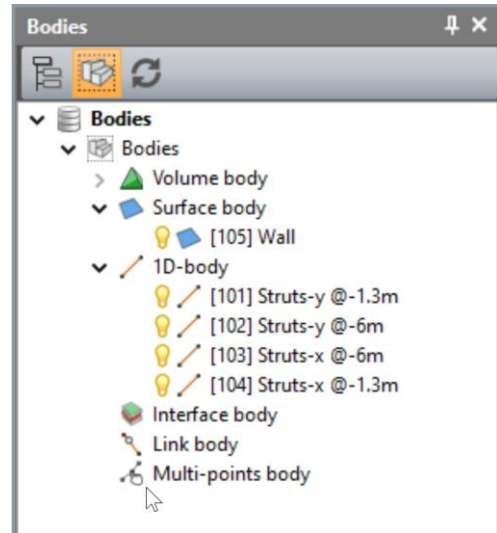 Bodies
Bodies
Bodies
Volume body
Surface body
[105] Wall
1D-body
[101] Struts-y @-1.3m
[102] Struts-y @-6m
[103] Struts-x @-6m
[104] Struts-x @-1.3m
Interface body
Link body
Multi-points body